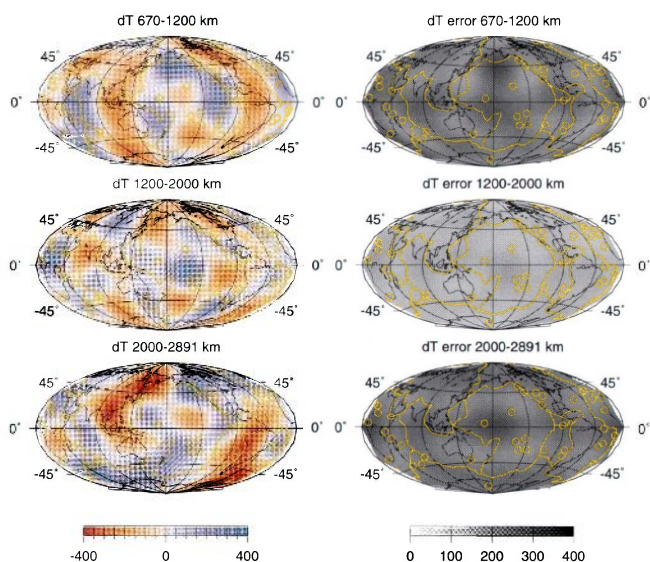 dT 670-1200 km
dT error 670-1200 km
45° 45° 45° 45°
0° 0° 0°
-45° -45° -45° -45°
dT 1200-2000 km
dT error 1200-2000 km
45° 45° 45° 45°
0° 0° 0°
-45° -45° -45° -45°
dT 2000-2891 km
dT error 2000-2891 km
45° 45° 45° 45°
0° 0° 0°
-45° -45° -45° -45°
-400 0 400
0 100 200 300 400